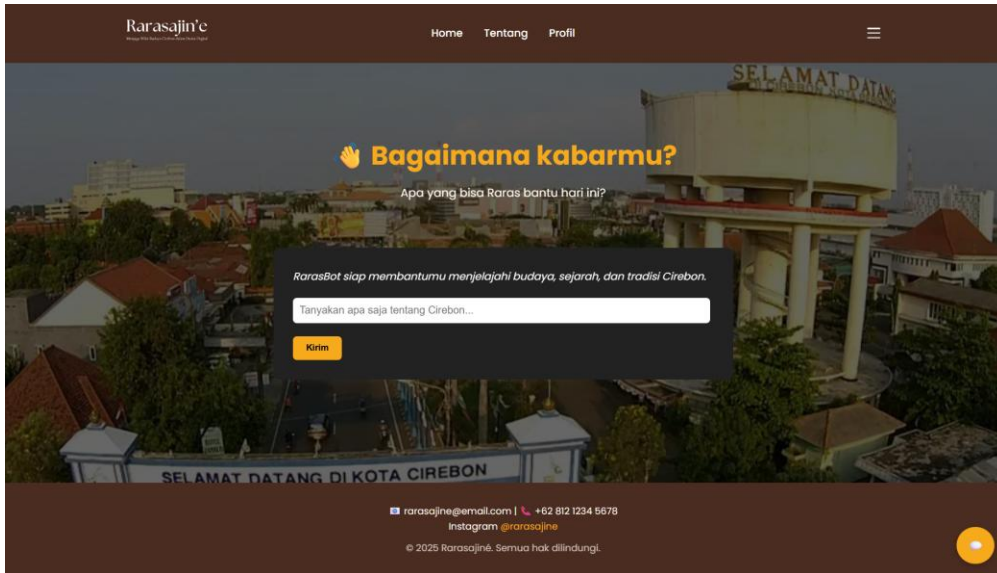 Rarasajin'e
Home Tentang Profil
SELAMAT DATANG
👋 Bagaimana kabarmu?
Apa yang bisa Raras bantu hari ini?
RarasBot siap membantumu menjelajahi budaya, sejarah, dan tradisi Cirebon.
Tanyakan apa saja tentang Cirebon...
Kirim
SELAMAT DATANG DI KOTA CIREBON
📧 rarasajine@email.com | 📞 +62 812 1234 5678
Instagram @rarasajine
© 2025 Rarasajinê. Semua hak dilindungi.